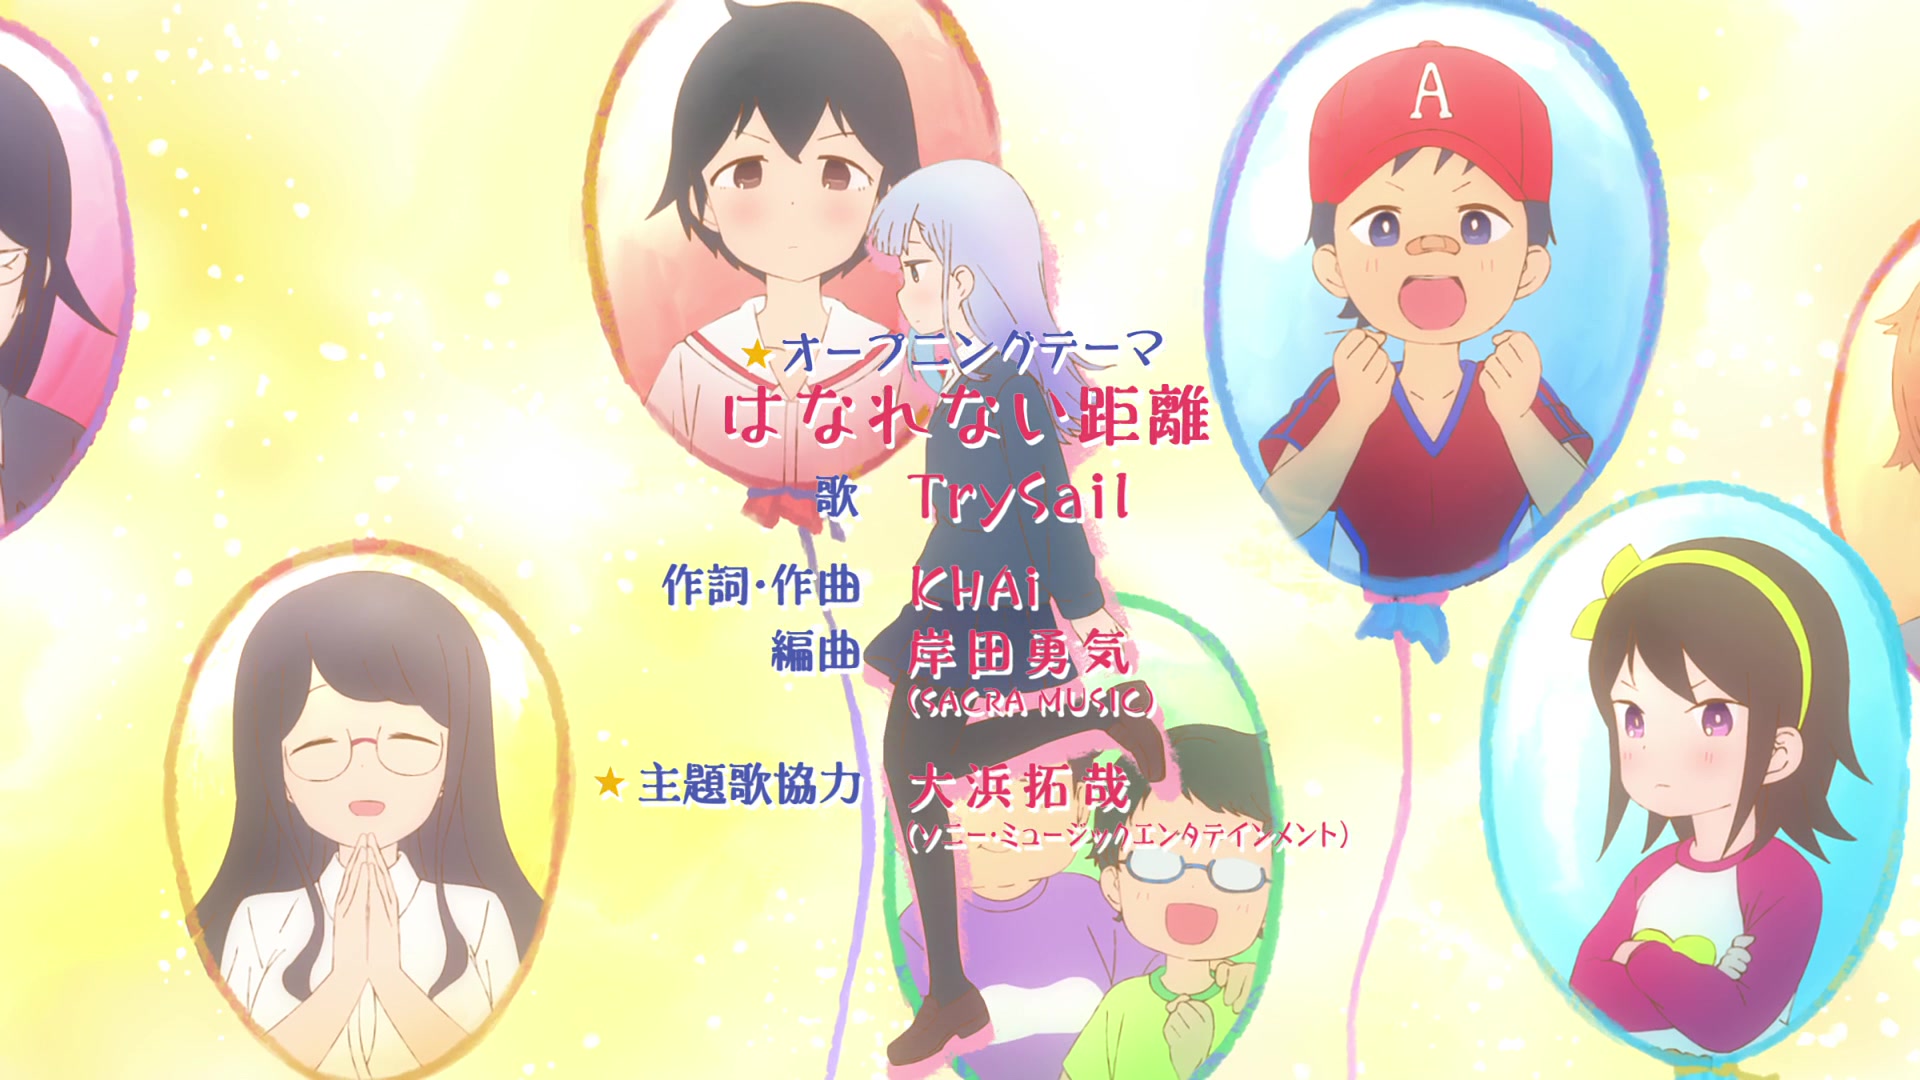 A
★オープニングテーマ
はなれない距離
歌 TrySail
作詞・作曲 KHAi
編曲 岸田勇気
(SACRA MUSIC)
★主題歌協力 大浜拓哉
(ソニー・ミュージックエンタテインメント)